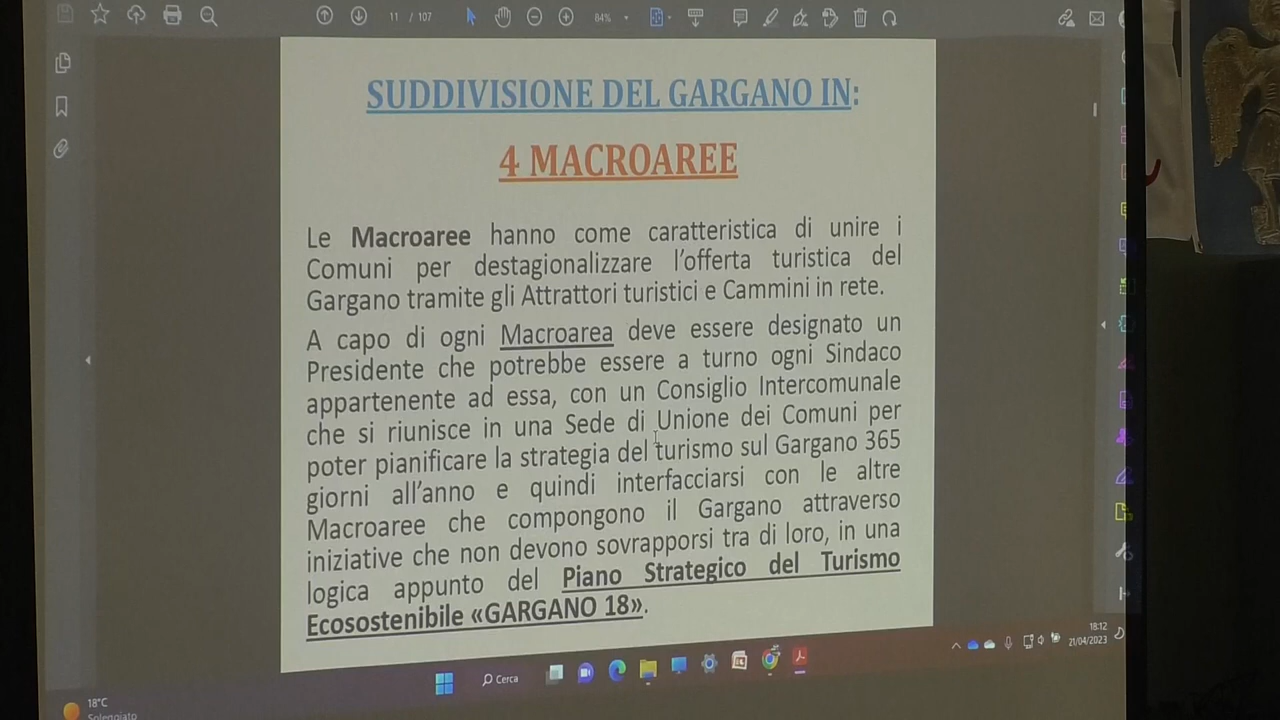 11 / 107
84%
SUDDIVISIONE DEL GARGANO IN:
4 MACROAREE
Le Macroaree hanno come caratteristica di unire i
Comuni per destagionalizzare l'offerta turistica del
Gargano tramite gli Attrattori turistici e Cammini in rete.
A capo di ogni Macroarea deve essere designato un
Presidente che potrebbe essere a turno ogni Sindaco
appartenente ad essa, con un Consiglio Intercomunale
che si riunisce in una Sede di Unione dei Comuni per
poter pianificare la strategia del turismo sul Gargano 365
giorni all'anno e quindi interfacciarsi con le altre
Macroaree che compongono il Gargano attraverso
iniziative che non devono sovrapporsi tra di loro, in una
logica appunto del Piano Strategico del Turismo
Ecosostenibile «GARGANO 18».
18°C
Soleggiato
Cerca
18:12
21/04/2023